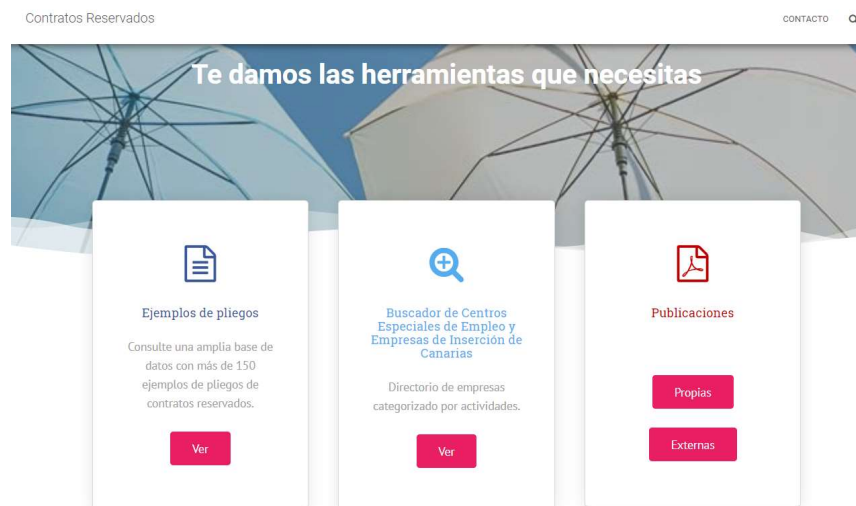 Contratos Reservados
CONTACTO
Te damos las herramientas que necesitas
Ejemplos de pliegos
Consulte una amplia base de
datos con más de 150
ejemplos de pliegos de
contratos reservados.
Ver
Buscador de Centros
Especiales de Empleo y
Empresas de Inserción de
Canarias
Directorio de empresas
categorizado por actividades.
Ver
Publicaciones
Propias
Externas